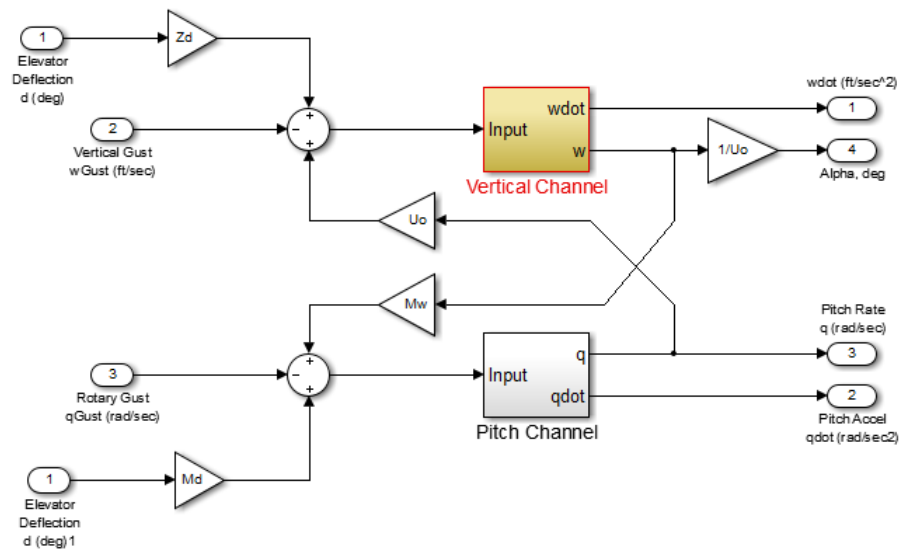 1
Elevator
Deflection
d (deg)
Zd
2
Vertical Gust
wGust (ft/sec)
+
−
+
Input
wdot
w
Vertical Channel
wdot (ft/sec^2)
1
1/Uo
4
Alpha, deg
Uo
Mw
3
Rotary Gust
qGust (rad/sec)
+
−
+
Input
q
qdot
Pitch Channel
Pitch Rate
q (rad/sec)
3
2
Pitch Accel
qdot (rad/sec2)
1
Elevator
Deflection
d (deg)1
Md